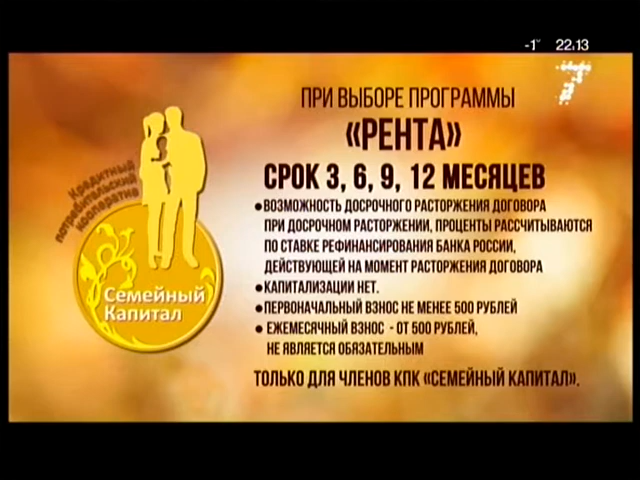 -1° 22:13
7
ПРИ ВЫБОРЕ ПРОГРАММЫ
«РЕНТА»
СРОК 3, 6, 9, 12 МЕСЯЦЕВ
●ВОЗМОЖНОСТЬ ДОСРОЧНОГО РАСТОРЖЕНИЯ ДОГОВОРА
ПРИ ДОСРОЧНОМ РАСТОРЖЕНИИ, ПРОЦЕНТЫ РАССЧИТЫВАЮТСЯ
ПО СТАВКЕ РЕФИНАНСИРОВАНИЯ БАНКА РОССИИ,
ДЕЙСТВУЮЩЕЙ НА МОМЕНТ РАСТОРЖЕНИЯ ДОГОВОРА
●КАПИТАЛИЗАЦИИ НЕТ.
●ПЕРВОНАЧАЛЬНЫЙ ВЗНОС НЕ МЕНЕЕ 500 РУБЛЕЙ
● ЕЖЕМЕСЯЧНЫЙ ВЗНОС - ОТ 500 РУБЛЕЙ,
НЕ ЯВЛЯЕТСЯ ОБЯЗАТЕЛЬНЫМ
ТОЛЬКО ДЛЯ ЧЛЕНОВ КПК «СЕМЕЙНЫЙ КАПИТАЛ».
Кредитный
потребительский
кооператив
Семейный
Капитал